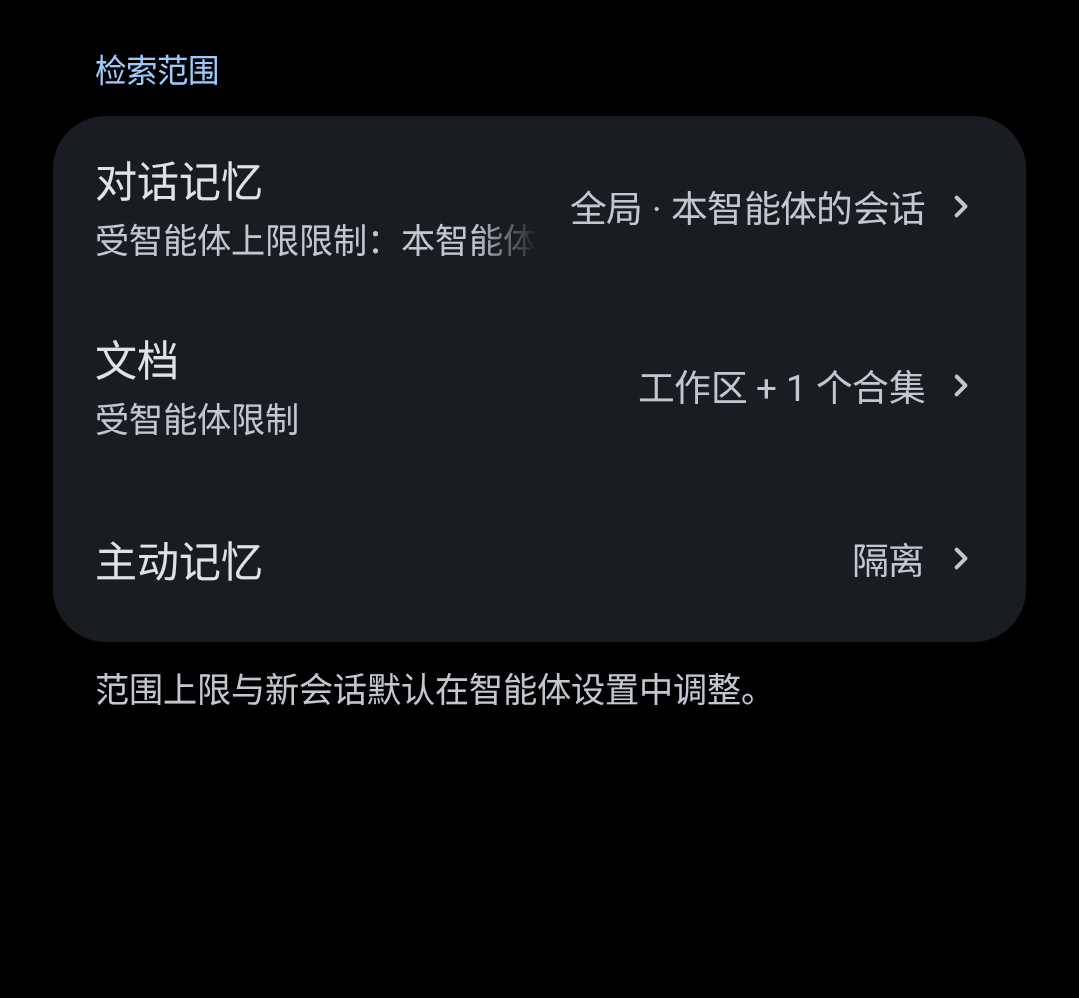 检索范围
对话记忆
受智能体上限限制：本智能体
全局 · 本智能体的会话
文档
受智能体限制
工作区 + 1 个合集
主动记忆
隔离
范围上限与新会话默认在智能体设置中调整。